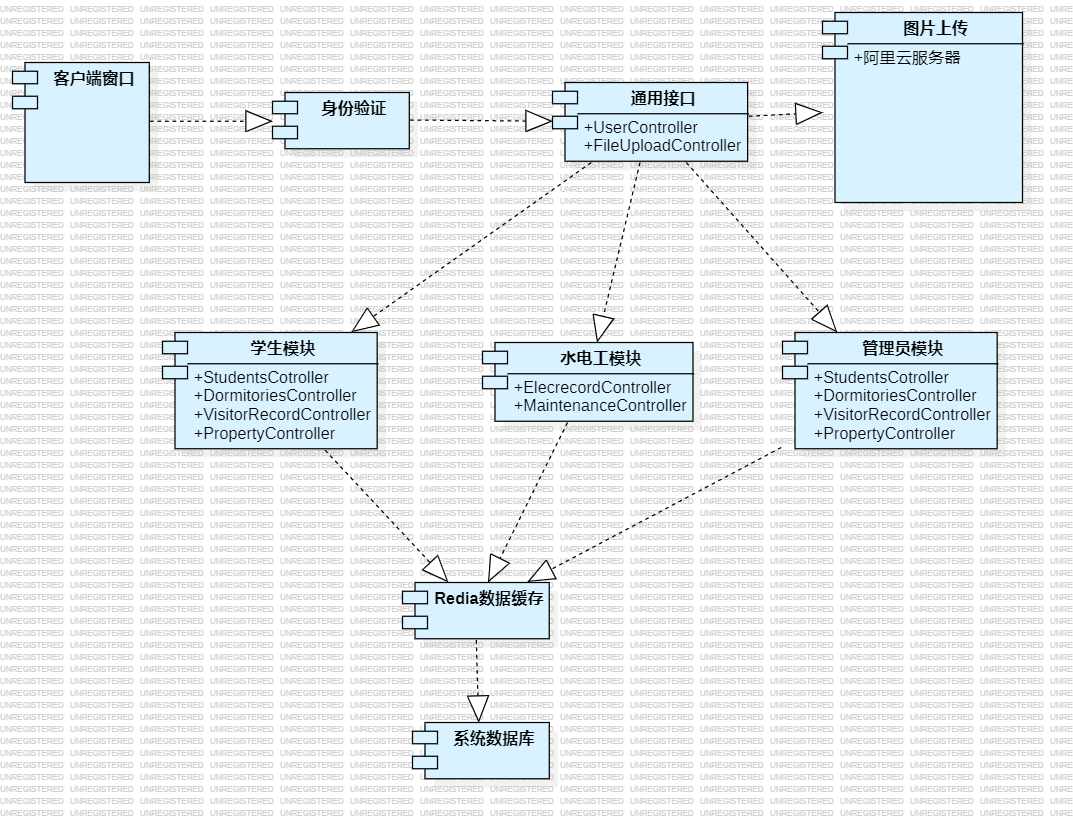 图片上传
+阿里云服务器
客户端窗口
身份验证
通用接口
+UserController
+FileUploadController
学生模块
+StudentsCotroller
+DormitoriesController
+VisitorRecordController
+PropertyController
水电工模块
+ElecrecordController
+MaintenanceController
管理员模块
+StudentsCotroller
+DormitoriesController
+VisitorRecordController
+PropertyController
Redia数据缓存
系统数据库
UNREGISTERED